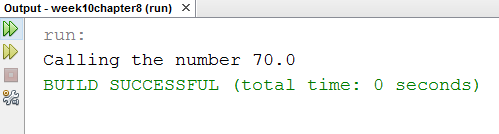 Output - week10chapter8 (run) ×
run:
Calling the number 70.0
BUILD SUCCESSFUL (total time: 0 seconds)